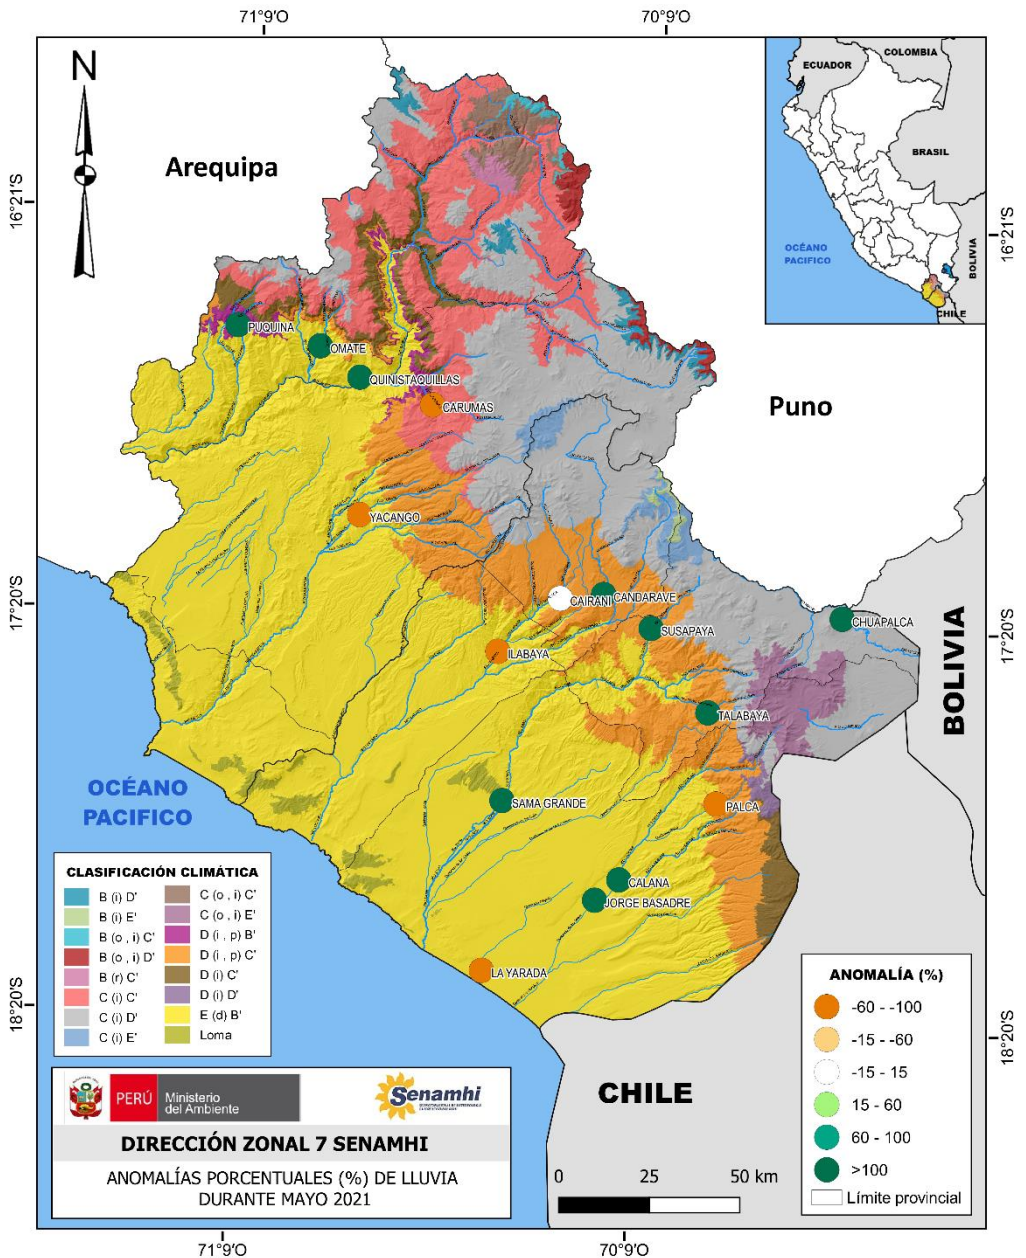 71°9'O
70°9'O
N
Arequipa
Puno
16°21'S
16°21'S
ECUADOR
COLOMBIA
BRASIL
BOLIVIA
OCÉANO
PACIFICO
CHILE
PUQUINA
OMATE
QUINISTAQUILLAS
CARUMAS
YACANGO
17°20'S
17°20'S
CAIRANI
CANDARAVE
CHUAPALCA
SUSAPAYA
ILABAYA
TALABAYA
BOLIVIA
OCÉANO
PACIFICO
SAMA GRANDE
PALCA
CALANA
JORGE BASADRE
LA YARADA
18°20'S
18°20'S
CLASIFICACIÓN CLIMÁTICA
B (i) D'
B (i) E'
B (o , i) C'
B (o , i) D'
B (r) C'
C (i) C'
C (i) D'
C (i) E'
C (o , i) C'
C (o , i) E'
D (i , p) B'
D (i , p) C'
D (i) C'
D (i) D'
E (d) B'
Loma
ANOMALÍA (%)
-60 - -100
-15 - -60
-15 - 15
15 - 60
60 - 100
>100
Límite provincial
CHILE
PERÚ
Ministerio
del Ambiente
Senamhi
DIRECCIÓN ZONAL 7 SENAMHI
ANOMALÍAS PORCENTUALES (%) DE LLUVIA
DURANTE MAYO 2021
0 25 50 km
71°9'O
70°9'O